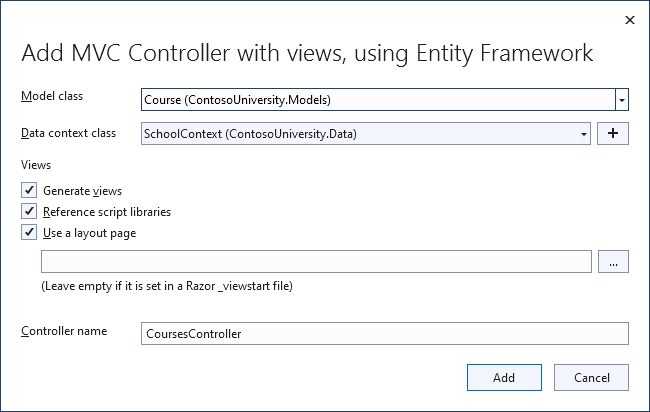 Add MVC Controller with views, using Entity Framework
Model class
Course (ContosoUniversity.Models)
Data context class
SchoolContext (ContosoUniversity.Data)
Views
Generate views
Reference script libraries
Use a layout page
...
(Leave empty if it is set in a Razor _viewstart file)
Controller name
CoursesController
Add
Cancel